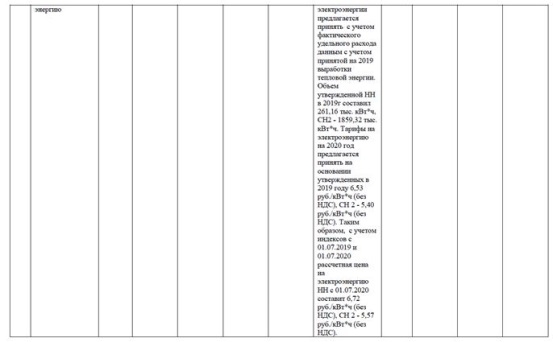 энергию
электроэнергии
предлагается
принять с учетом
фактического
удельного расхода
данным с учетом
принятой на 2019
выработки
тепловой энергии.
Объем
утвержденной НН
в 2019г составил
261,16 тыс. кВт*ч,
СН2 - 1859,32 тыс.
кВт*ч. Тарифы на
электроэнергию
на 2020 год
предлагается
принять на
основании
утвержденных в
2019 году 6,53
руб./кВт*ч (без
НДС), СН 2 - 5,40
руб./кВт*ч (без
НДС). Таким
образом, с учетом
индексов с
01.07.2019 и
01.07.2020
рассчетная цена
на
электроэнергию
НН с 01.07.2020
составит 6,72
руб./кВт*ч (без
НДС), СН 2 - 5,57
руб./кВт*ч (без
НДС).